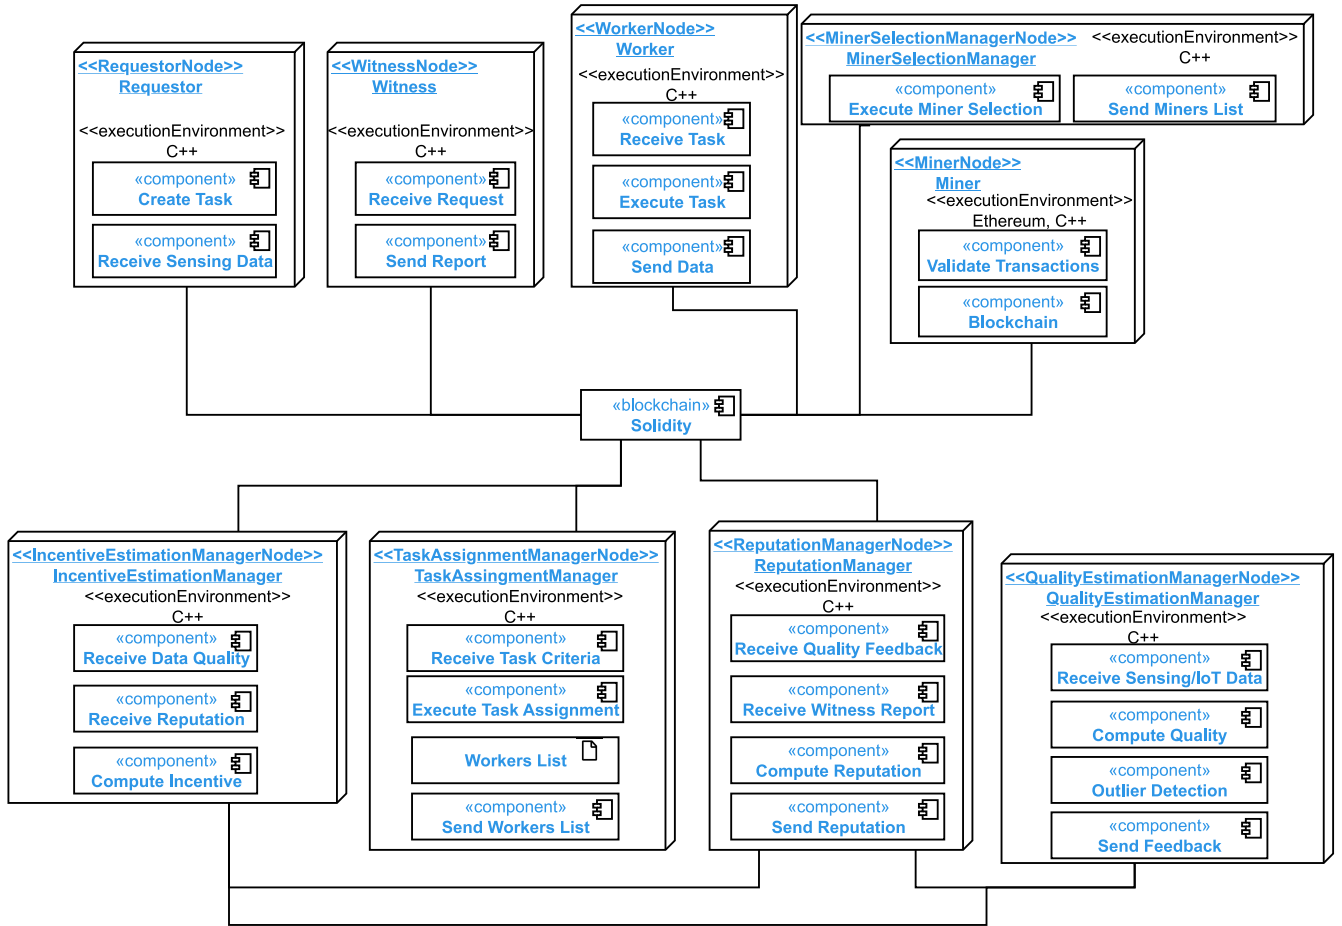 <<RequestorNode>>
Requestor
<<executionEnvironment>>
C++
«component»
Create Task
«component»
Receive Sensing Data
<<WitnessNode>>
Witness
<<executionEnvironment>>
C++
«component»
Receive Request
«component»
Send Report
<<WorkerNode>>
Worker
<<executionEnvironment>>
C++
«component»
Receive Task
«component»
Execute Task
«component»
Send Data
<<MinerSelectionManagerNode>>
MinerSelectionManager
<<executionEnvironment>>
C++
«component»
Execute Miner Selection
«component»
Send Miners List
<<MinerNode>>
Miner
<<executionEnvironment>>
Ethereum, C++
«component»
Validate Transactions
«component»
Blockchain
«blockchain»
Solidity
<<IncentiveEstimationManagerNode>>
IncentiveEstimationManager
<<executionEnvironment>>
C++
«component»
Receive Data Quality
«component»
Receive Reputation
«component»
Compute Incentive
<<TaskAssignmentManagerNode>>
TaskAssingmentManager
<<executionEnvironment>>
C++
«component»
Receive Task Criteria
«component»
Execute Task Assignment
Workers List
«component»
Send Workers List
<<ReputationManagerNode>>
ReputationManager
<<executionEnvironment>>
C++
«component»
Receive Quality Feedback
«component»
Receive Witness Report
«component»
Compute Reputation
«component»
Send Reputation
<<QualityEstimationManagerNode>>
QualityEstimationManager
<<executionEnvironment>>
C++
«component»
Receive Sensing/IoT Data
«component»
Compute Quality
«component»
Outlier Detection
«component»
Send Feedback